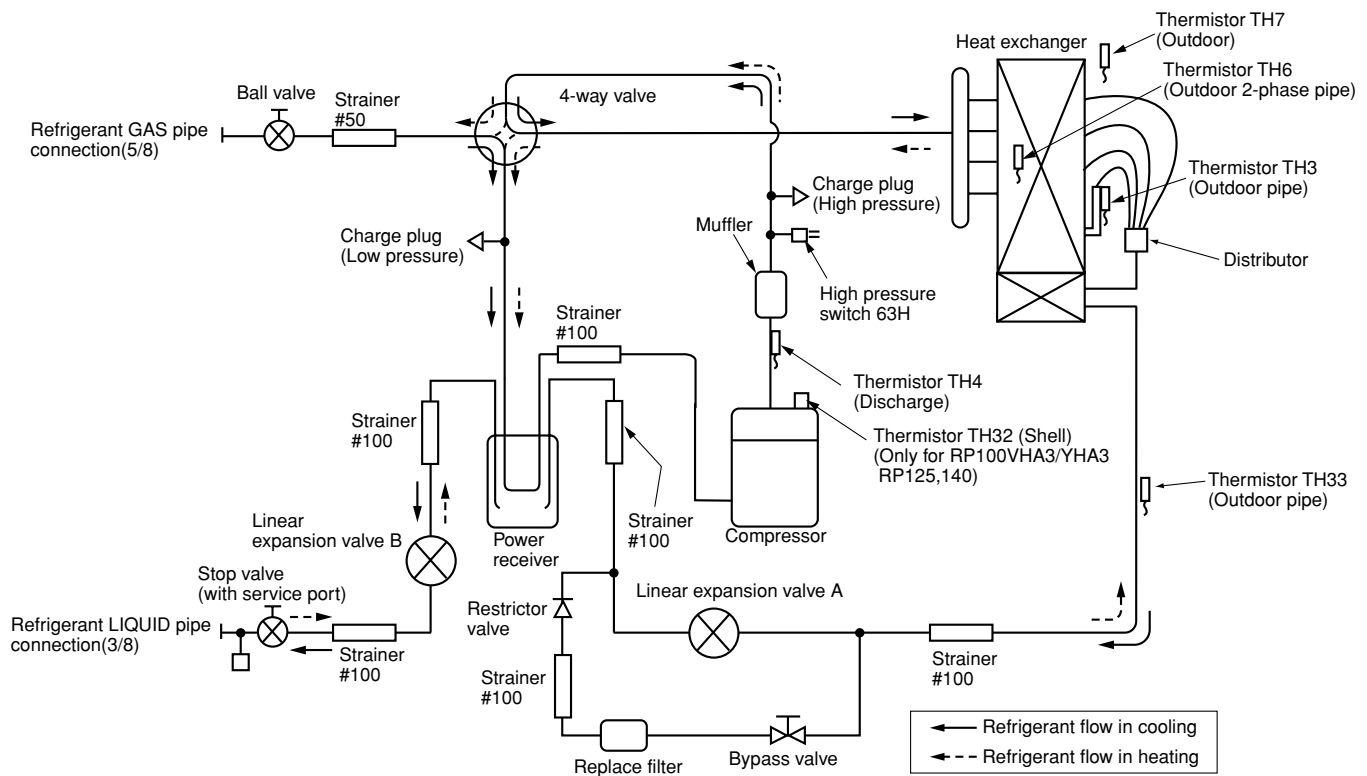 Heat exchanger
Thermistor TH7
(Outdoor)
Thermistor TH6
(Outdoor 2-phase pipe)
Ball valve
Strainer
#50
4-way valve
Refrigerant GAS pipe
connection(5/8)
Thermistor TH3
(Outdoor pipe)
Charge plug
(High pressure)
Muffler
Charge plug
(Low pressure)
Distributor
High pressure
switch 63H
Strainer
#100
Thermistor TH4
(Discharge)
Strainer
#100
Thermistor TH32 (Shell)
(Only for RP100VHA3/YHA3
RP125,140)
Thermistor TH33
(Outdoor pipe)
Strainer
#100
Linear
expansion valve B
Power
receiver
Compressor
Stop valve
(with service port)
Linear expansion valve A
Restrictor
valve
Refrigerant LIQUID pipe
connection(3/8)
Strainer
#100
Strainer
#100
Strainer
#100
Replace filter
Bypass valve
Refrigerant flow in cooling
Refrigerant flow in heating